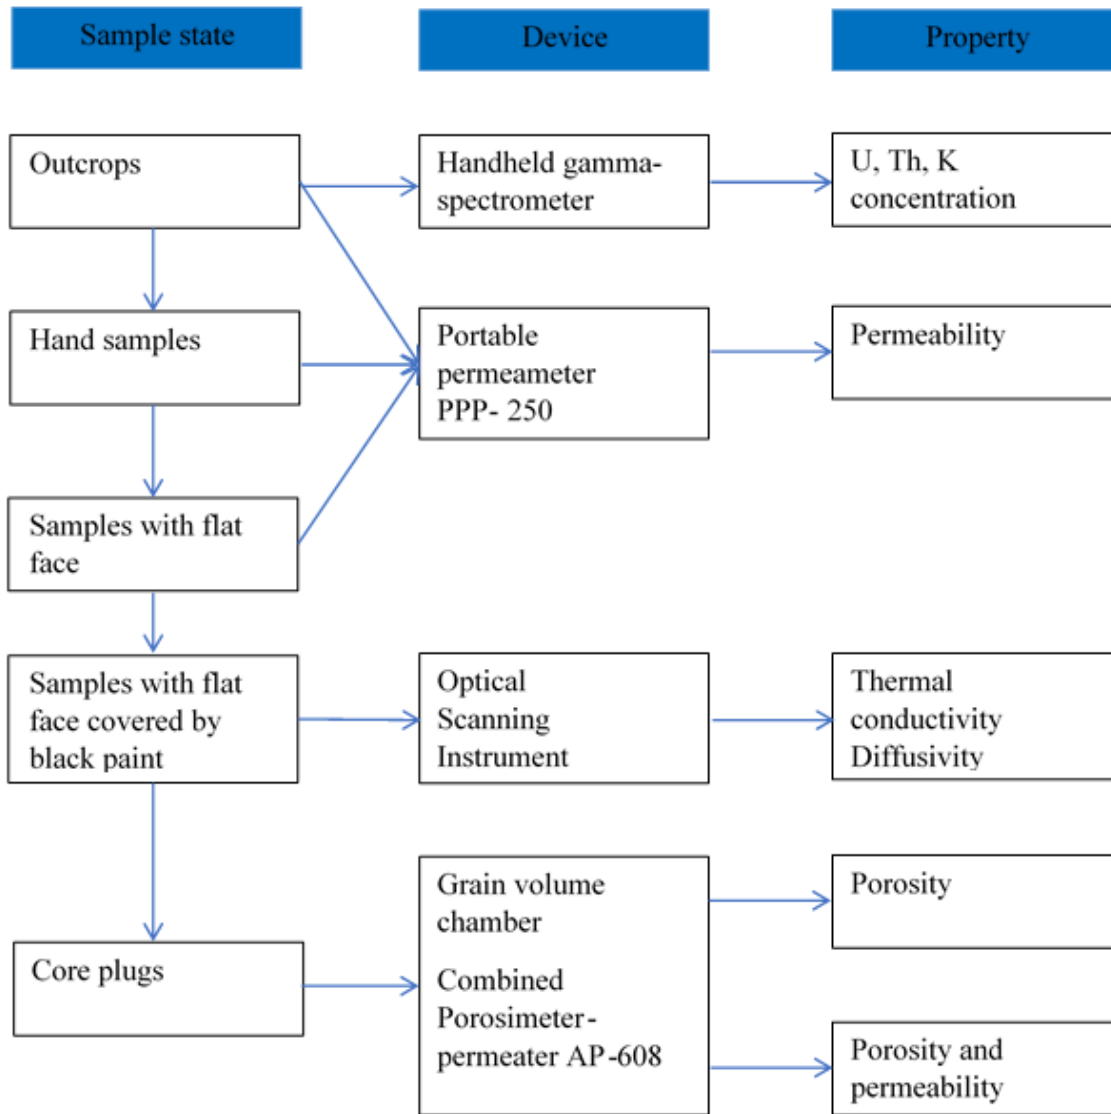 Sample state
Device
Property
Outcrops
Handheld gamma-
spectrometer
U, Th, K
concentration
Hand samples
Portable
permeameter
PPP- 250
Permeability
Samples with flat
face
Samples with flat
face covered by
black paint
Optical
Scanning
Instrument
Thermal
conductivity
Diffusivity
Core plugs
Grain volume
chamber
Combined
Porosimeter-
permeater AP-608
Porosity
Porosity and
permeability